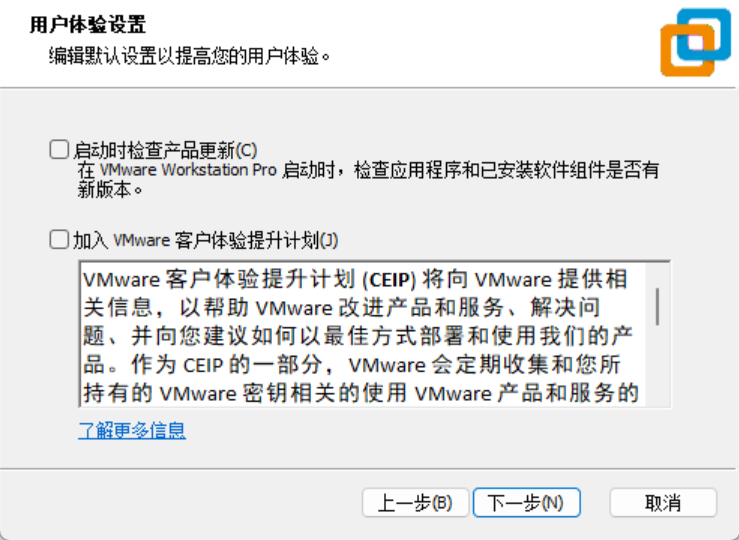 用户体验设置
编辑默认设置以提高您的用户体验。
启动时检查产品更新(C)
在 VMware Workstation Pro 启动时，检查应用程序和已安装软件组件是否有
新版本。
加入 VMware 客户体验提升计划(J)
VMware 客户体验提升计划 (CEIP) 将向 VMware 提供相
关信息，以帮助 VMware 改进产品和服务、解决问
题、并向您建议如何以最佳方式部署和使用我们的产
品。作为 CEIP 的一部分，VMware 会定期收集和您所
持有的 VMware 密钥相关的使用 VMware 产品和服务的
了解更多信息
上一步(B) 下一步(N) 取消